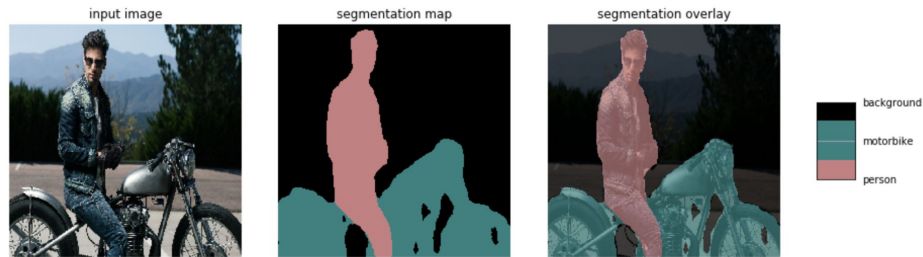 input image
segmentation map
segmentation overlay
background
motorbike
person